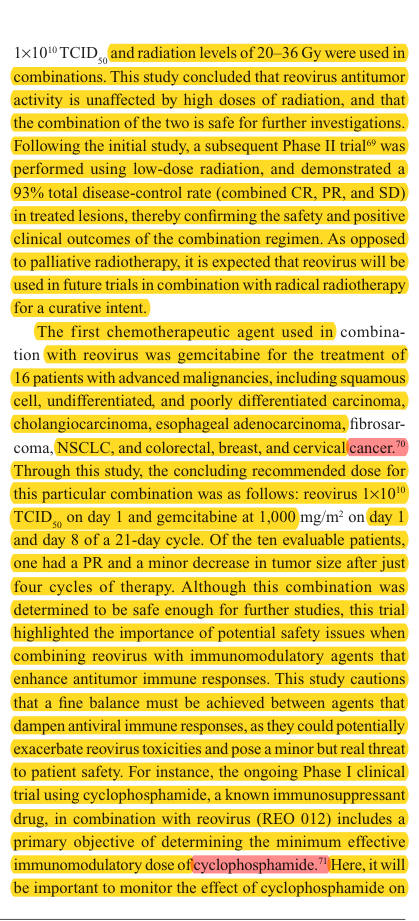 1×10¹⁰ TCID₅₀ and radiation levels of 20–36 Gy were used in
combinations. This study concluded that reovirus antitumor
activity is unaffected by high doses of radiation, and that
the combination of the two is safe for further investigations.
Following the initial study, a subsequent Phase II trial⁶⁹ was
performed using low-dose radiation, and demonstrated a
93% total disease-control rate (combined CR, PR, and SD)
in treated lesions, thereby confirming the safety and positive
clinical outcomes of the combination regimen. As opposed
to palliative radiotherapy, it is expected that reovirus will be
used in future trials in combination with radical radiotherapy
for a curative intent.
The first chemotherapeutic agent used in combina-
tion with reovirus was gemcitabine for the treatment of
16 patients with advanced malignancies, including squamous
cell, undifferentiated, and poorly differentiated carcinoma,
cholangiocarcinoma, esophageal adenocarcinoma, fibrosar-
coma, NSCLC, and colorectal, breast, and cervical cancer.⁷⁰
Through this study, the concluding recommended dose for
this particular combination was as follows: reovirus 1×10¹⁰
TCID₅₀ on day 1 and gemcitabine at 1,000 mg/m² on day 1
and day 8 of a 21-day cycle. Of the ten evaluable patients,
one had a PR and a minor decrease in tumor size after just
four cycles of therapy. Although this combination was
determined to be safe enough for further studies, this trial
highlighted the importance of potential safety issues when
combining reovirus with immunomodulatory agents that
enhance antitumor immune responses. This study cautions
that a fine balance must be achieved between agents that
dampen antiviral immune responses, as they could potentially
exacerbate reovirus toxicities and pose a minor but real threat
to patient safety. For instance, the ongoing Phase I clinical
trial using cyclophosphamide, a known immunosuppressant
drug, in combination with reovirus (REO 012) includes a
primary objective of determining the minimum effective
immunomodulatory dose of cyclophosphamide.⁷¹ Here, it will
be important to monitor the effect of cyclophosphamide on